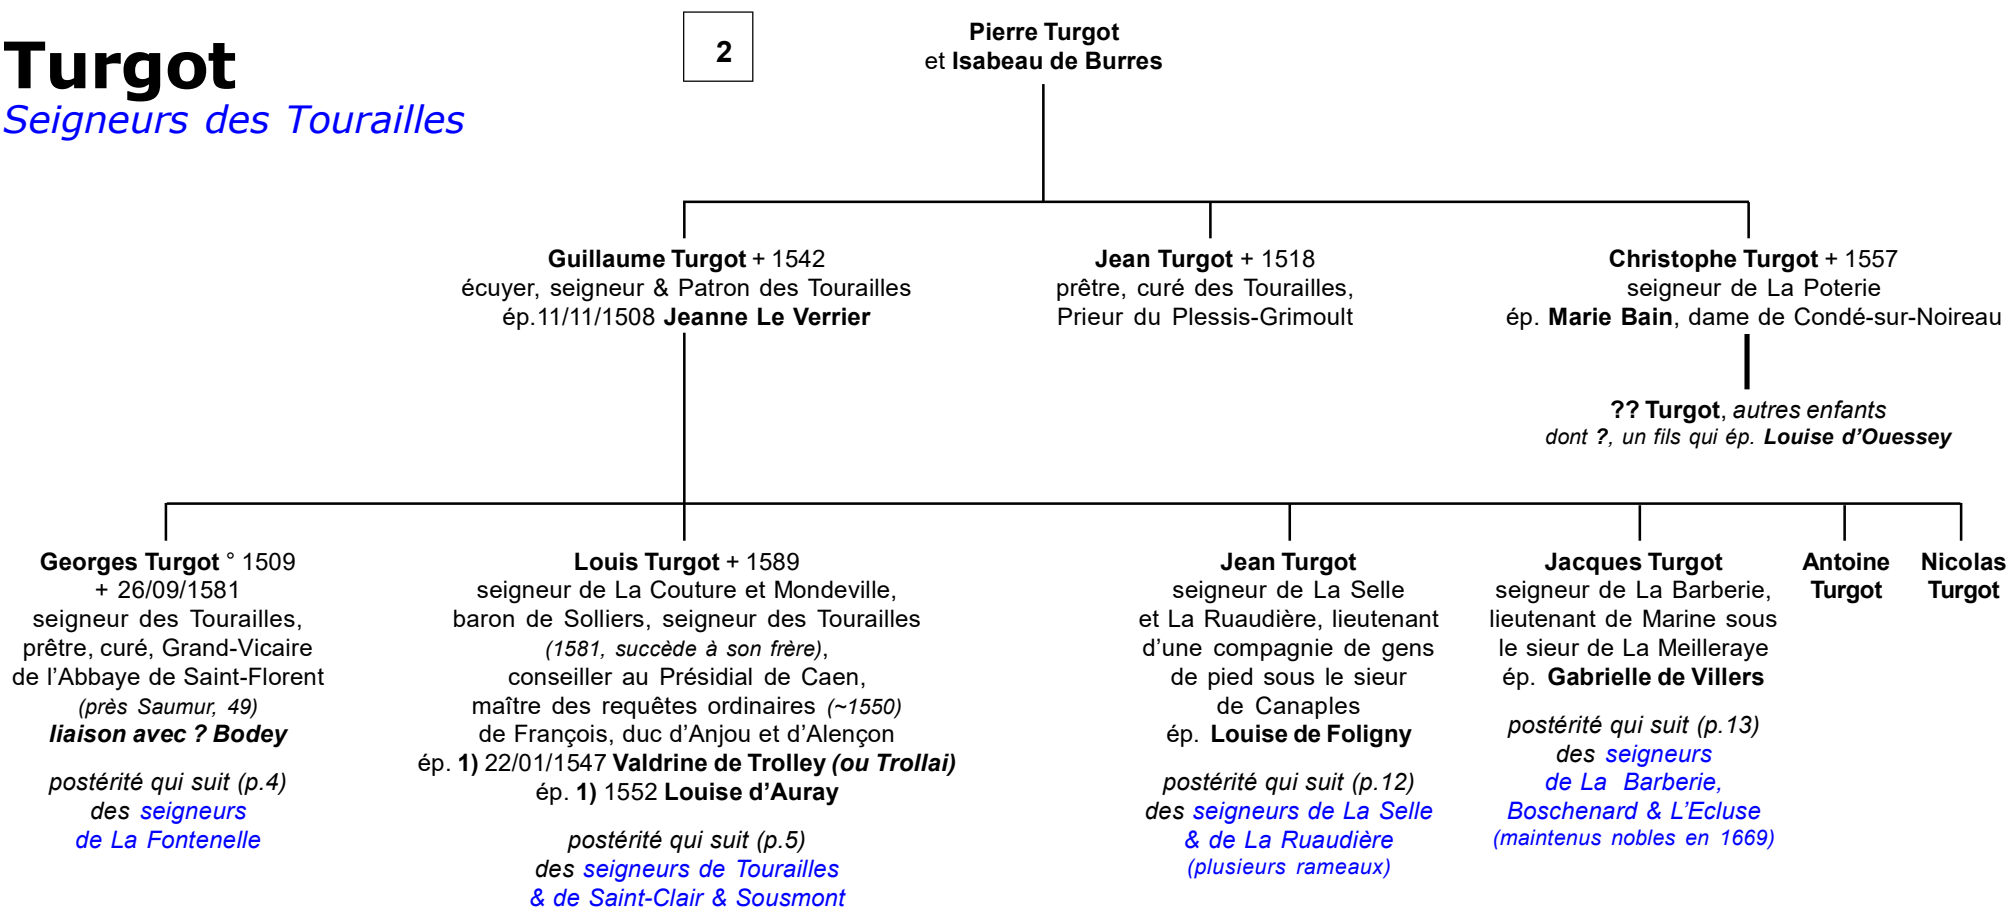 Turgot
Seigneurs des Tourailles
2
Pierre Turgot
et Isabeau de Burres
Guillaume Turgot + 1542
écuyer, seigneur & Patron des Tourailles
ép.11/11/1508 Jeanne Le Verrier
Jean Turgot + 1518
prêtre, curé des Tourailles,
Prieur du Plessis-Grimoult
Christophe Turgot + 1557
seigneur de La Poterie
ép. Marie Bain, dame de Condé-sur-Noireau
?? Turgot, autres enfants
dont ?, un fils qui ép. Louise d'Ouessey
Georges Turgot ° 1509
+ 26/09/1581
seigneur des Tourailles,
prêtre, curé, Grand-Vicaire
de l'Abbaye de Saint-Florent
(près Saumur, 49)
liaison avec ? Bodey
postérité qui suit (p.4)
des seigneurs
de La Fontenelle
Louis Turgot + 1589
seigneur de La Couture et Mondeville,
baron de Solliers, seigneur des Tourailles
(1581, succède à son frère),
conseiller au Présidial de Caen,
maître des requêtes ordinaires (~1550)
de François, duc d'Anjou et d'Alençon
ép. 1) 22/01/1547 Valdrine de Trolley (ou Trollai)
ép. 1) 1552 Louise d'Auray
postérité qui suit (p.5)
des seigneurs de Tourailles
& de Saint-Clair & Sousmont
Jean Turgot
seigneur de La Selle
et La Ruaudière, lieutenant
d'une compagnie de gens
de pied sous le sieur
de Canaples
ép. Louise de Foligny
postérité qui suit (p.12)
des seigneurs de La Selle
& de La Ruaudière
(plusieurs rameaux)
Jacques Turgot
seigneur de La Barberie,
lieutenant de Marine sous
le sieur de La Meilleraye
ép. Gabrielle de Villers
postérité qui suit (p.13)
des seigneurs
de La Barberie,
Boschenard & L'Ecluse
(maintenus nobles en 1669)
Antoine
Turgot
Nicolas
Turgot